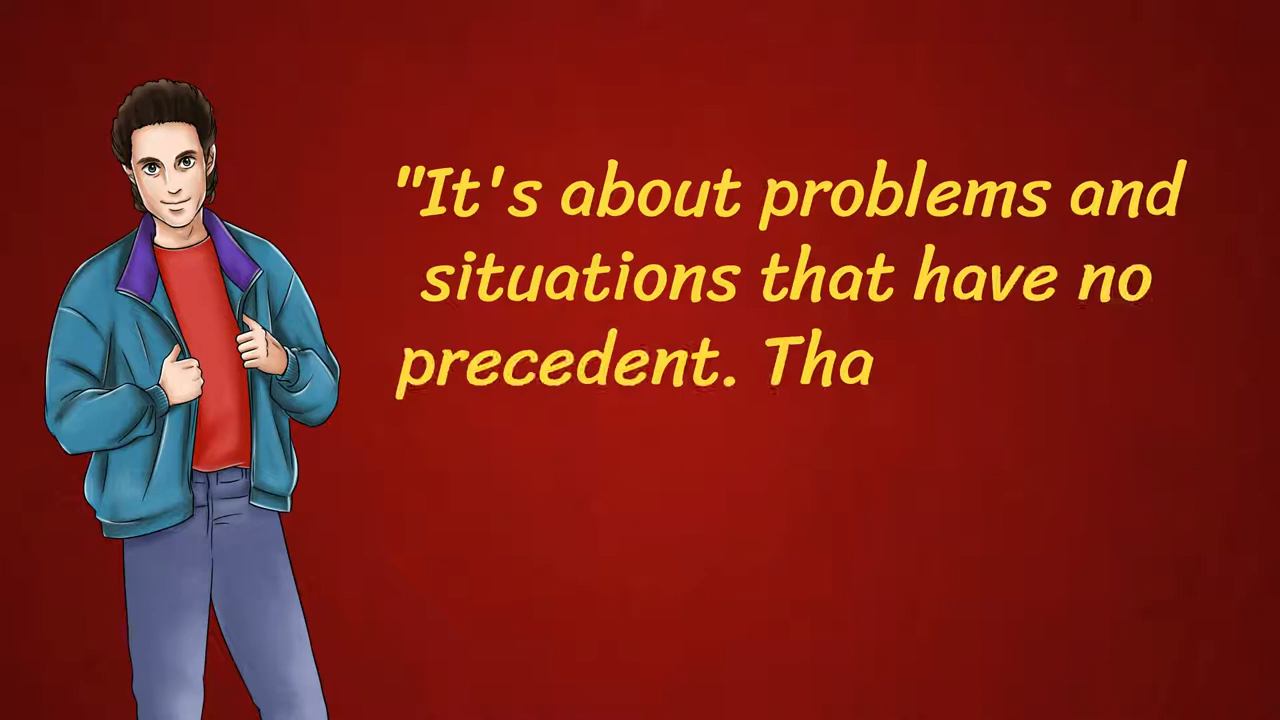 "It's about problems and
situations that have no
precedent. Tha